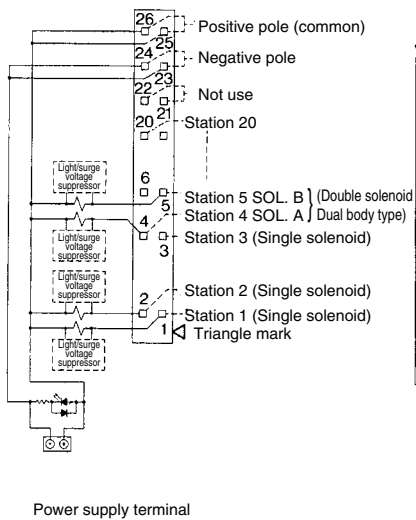 26
Positive pole (common)
25
24
Negative pole
23
22
Not use
21
20
Station 20
Light/surge
voltage
suppressor
6
5
Station 5 SOL. B
(Double solenoid
4
Station 4 SOL. A
Dual body type)
Light/surge
voltage
suppressor
3
Station 3 (Single solenoid)
Light/surge
voltage
suppressor
2
Station 2 (Single solenoid)
Station 1 (Single solenoid)
1
Triangle mark
Light/surge
voltage
suppressor
Power supply terminal